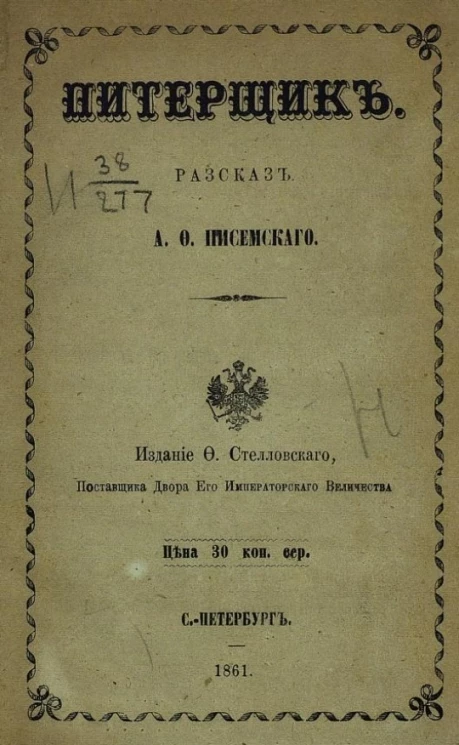 ПИТЕРЩИКЪ.
РАЗСКАЗЪ.
И 38
277
А. Ѳ. ПИСЕМСКАГО.
Изданіе Ѳ. Стелловскаго,
Поставщика Двора Его Императорскаго Величества
Цѣна 30 коп. сер.
С.-ПЕТЕРБУРГЪ.
1861.